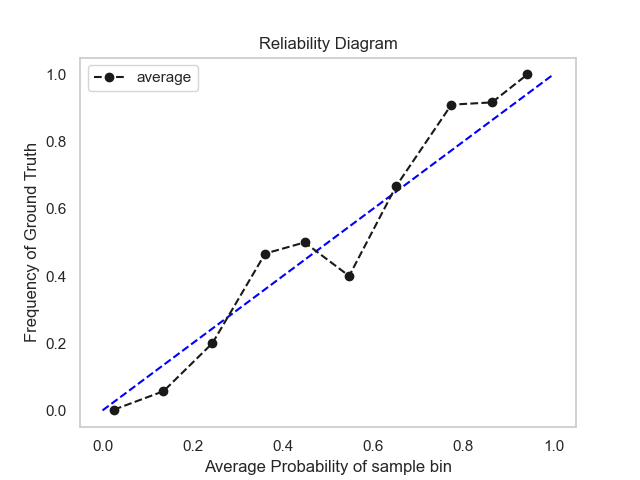 Reliability Diagram
average
Frequency of Ground Truth
1.0
0.8
0.6
0.4
0.2
0.0
0.0 0.2 0.4 0.6 0.8 1.0
Average Probability of sample bin